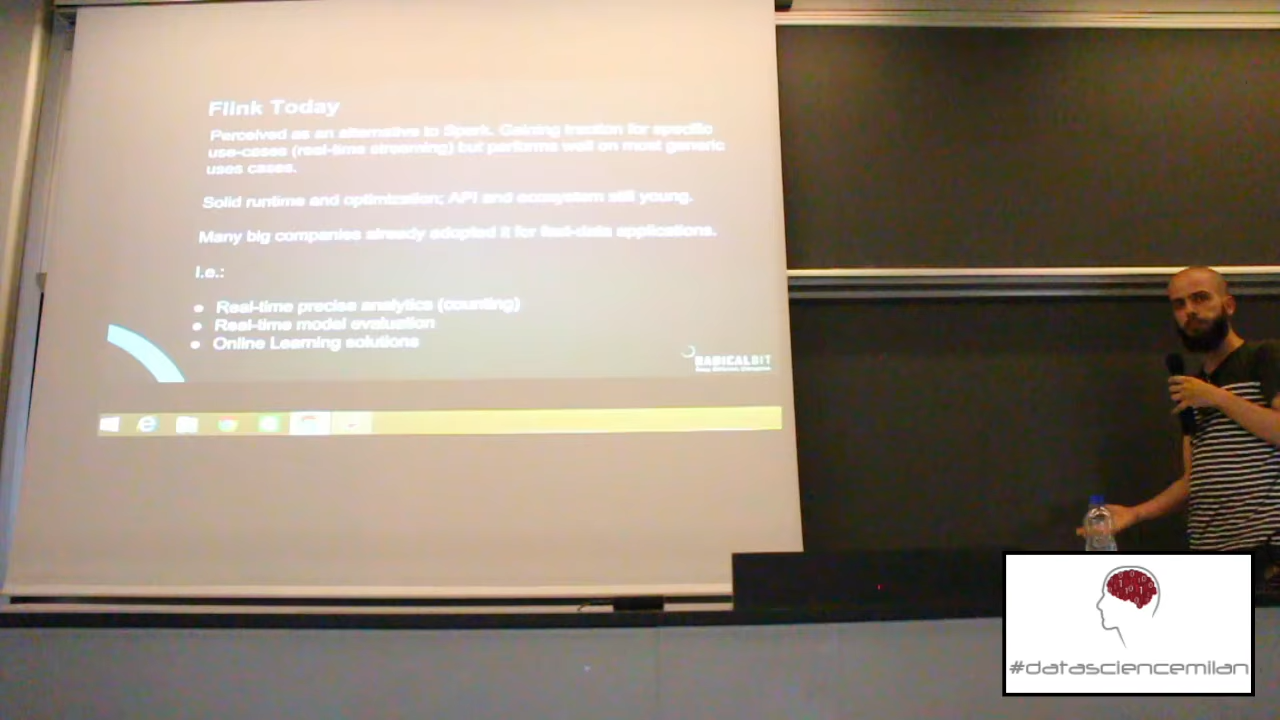 Flink Today
Perceived as an alternative to Spark. Gaining traction for specific
use-cases (real-time streaming) but performs well on most generic
uses cases.
Solid runtime and optimization; API and ecosystem still young.
Many big companies already adopted it for fast-data applications.
I.e.:
● Real-time precise analytics (counting)
● Real-time model evaluation
● Online Learning solutions
RADICALBIT
#datasciencemilan